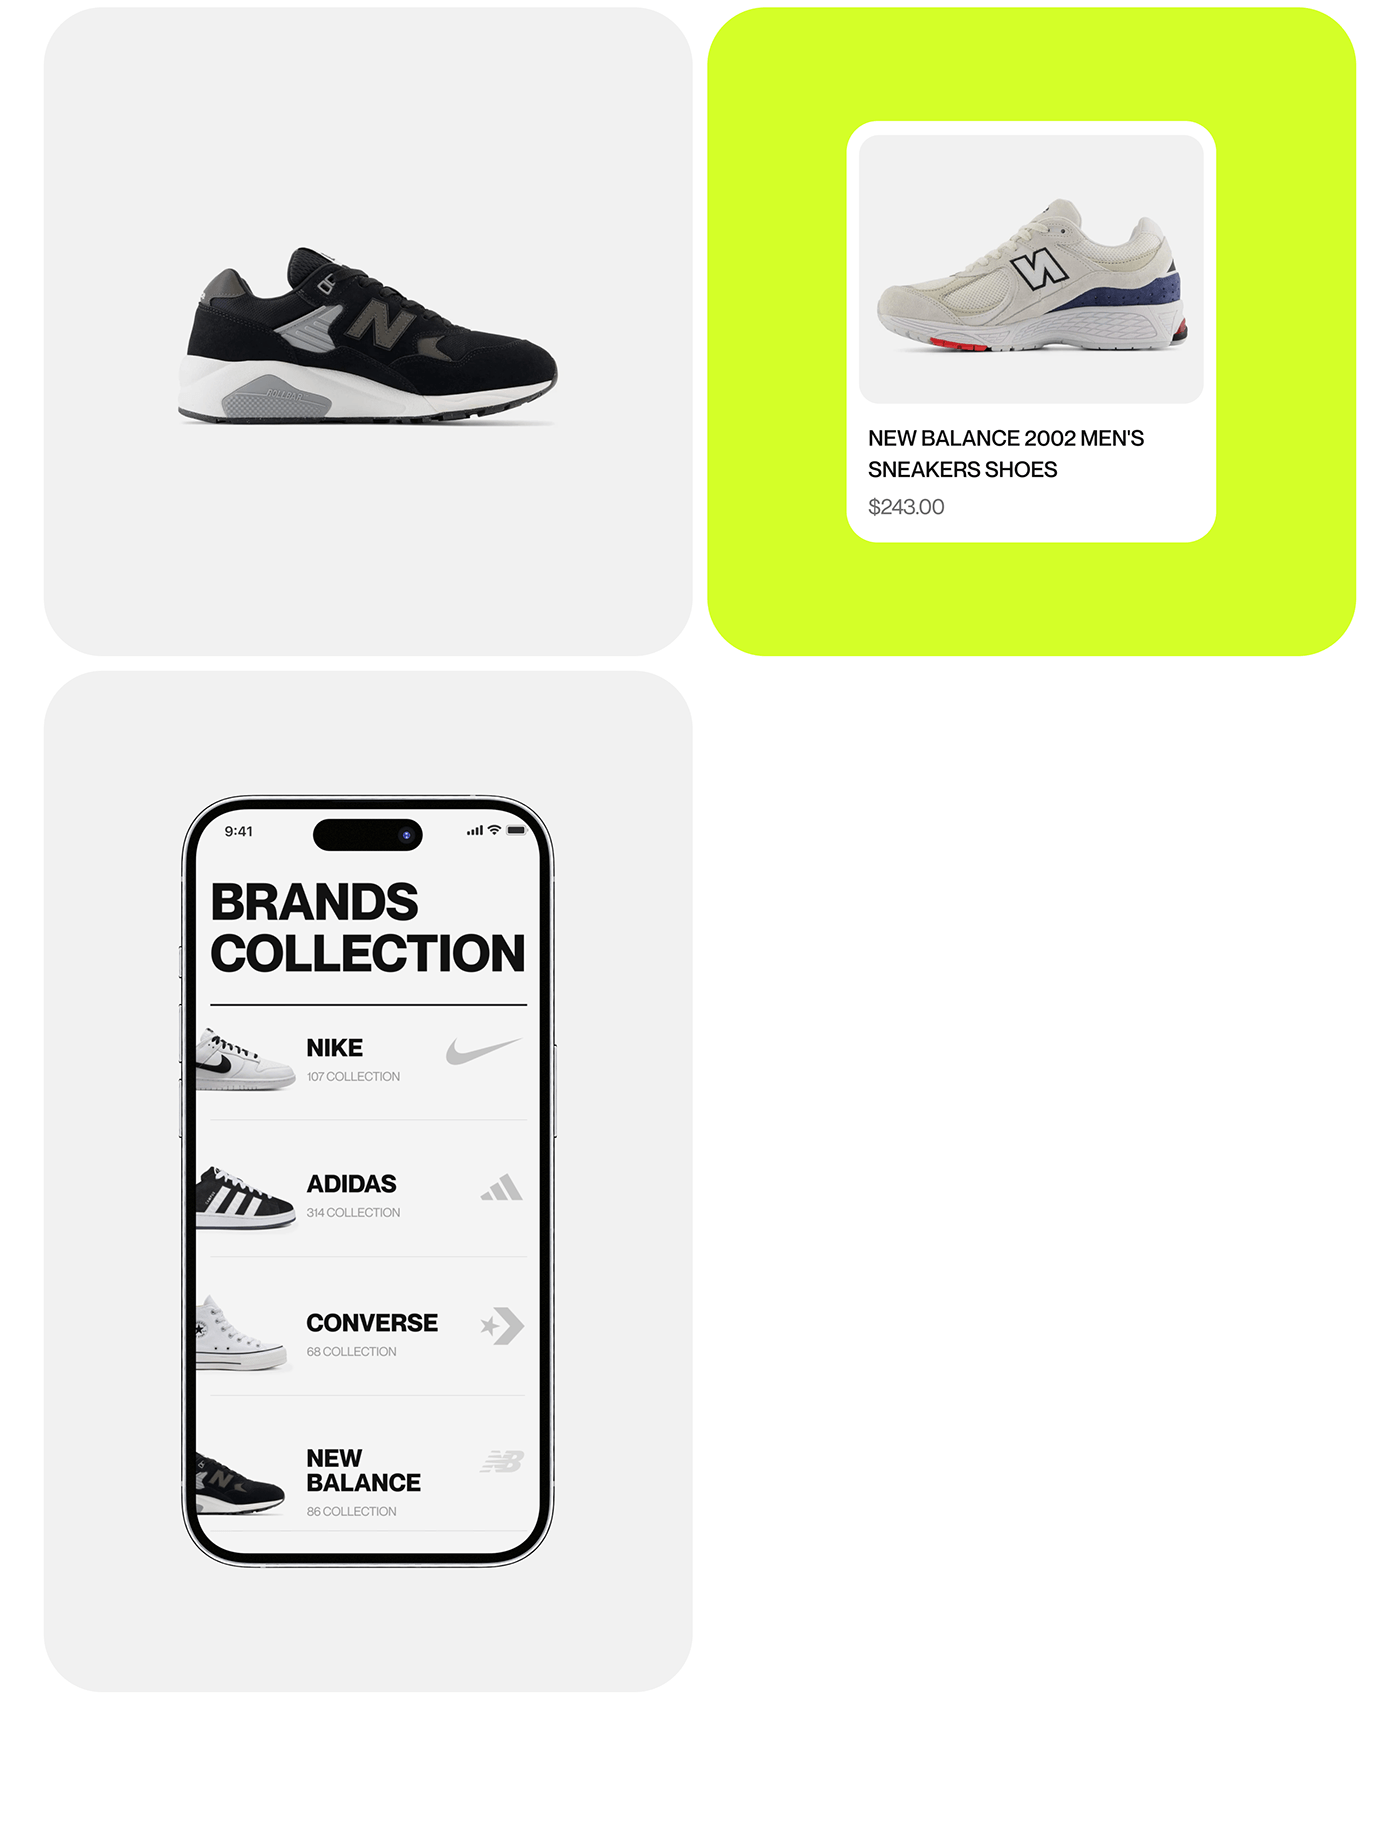 N
ROLLBAR
N
NEW BALANCE 2002 MEN'S
SNEAKERS SHOES
$243.00
9:41
BRANDS
COLLECTION
NIKE
107 COLLECTION
ADIDAS
314 COLLECTION
CONVERSE
68 COLLECTION
NEW
BALANCE
86 COLLECTION